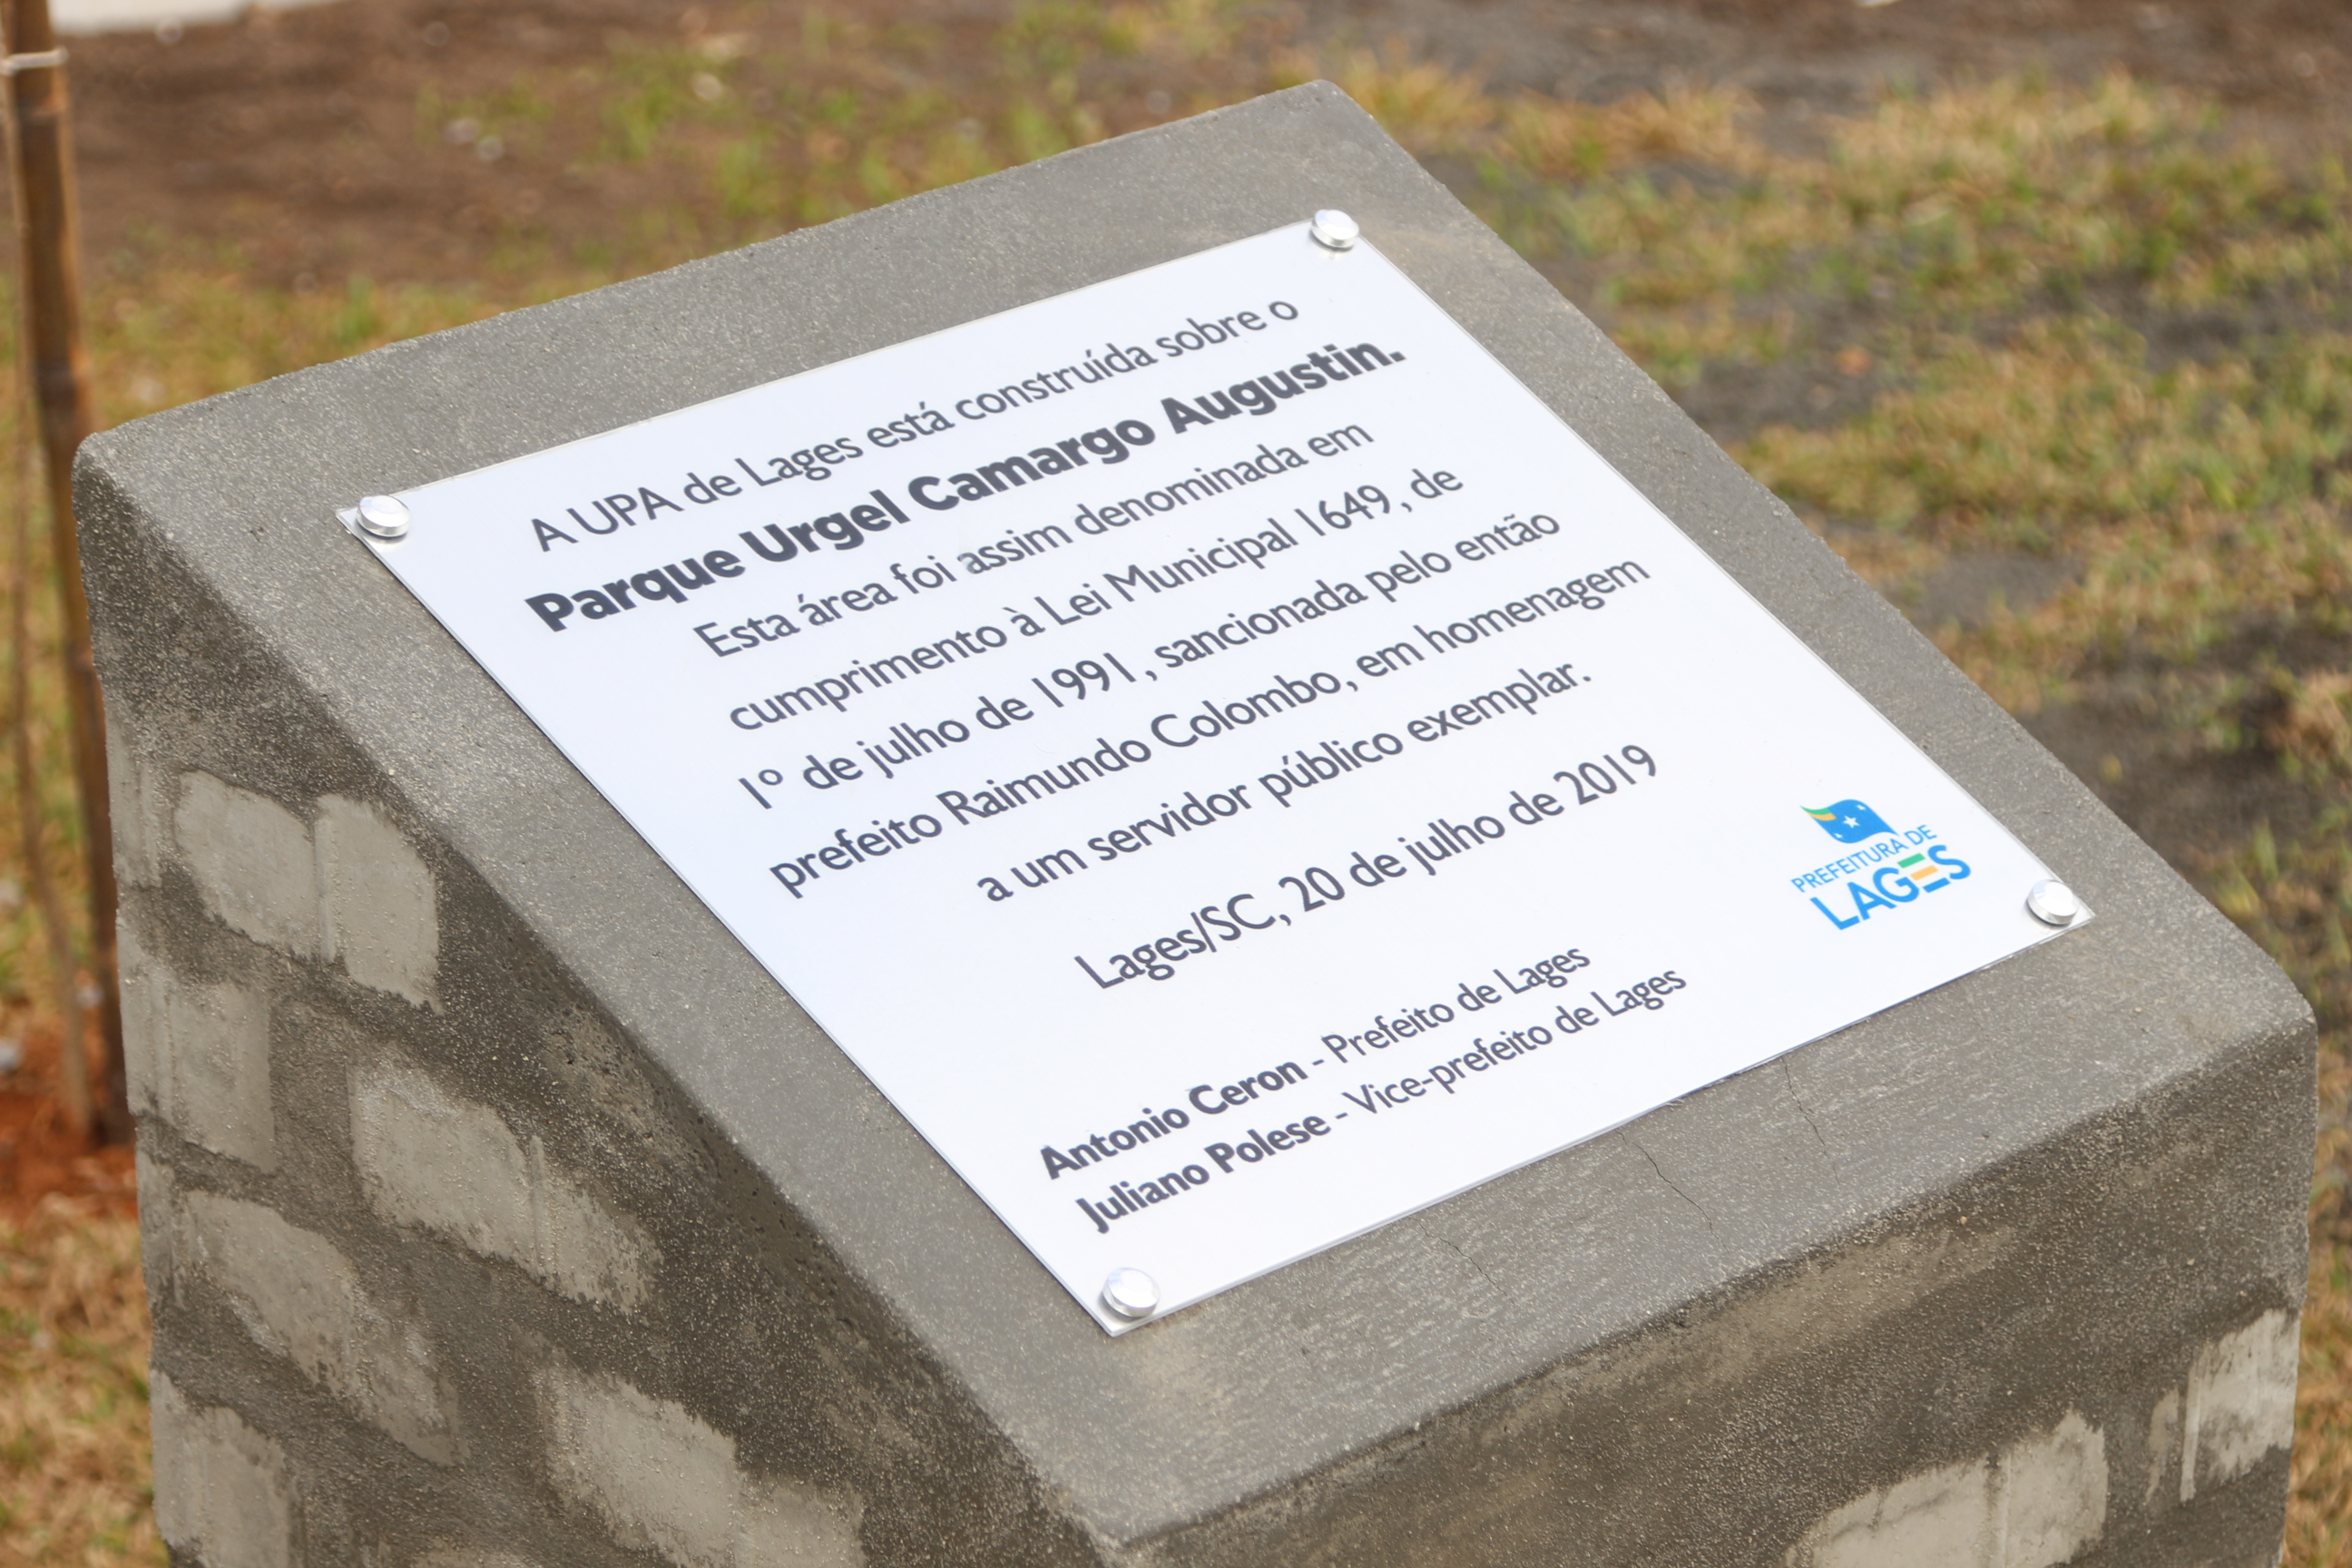 A UPA de Lages está construída sobre o
Parque Urgel Camargo Augustin.
Esta área foi assim denominada em
cumprimento à Lei Municipal 1649, de
1º de julho de 1991, sancionada pelo então
prefeito Raimundo Colombo, em homenagem
a um servidor público exemplar.
Lages/SC, 20 de julho de 2019
Antonio Ceron - Prefeito de Lages
Juliano Polese - Vice-prefeito de Lages
PREFEITURA DE
LAGES